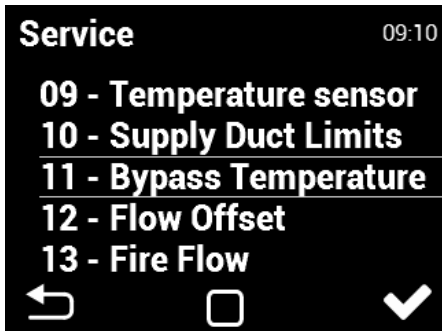 Service 09:10
09 - Temperature sensor
10 - Supply Duct Limits
11 - Bypass Temperature
12 - Flow Offset
13 - Fire Flow